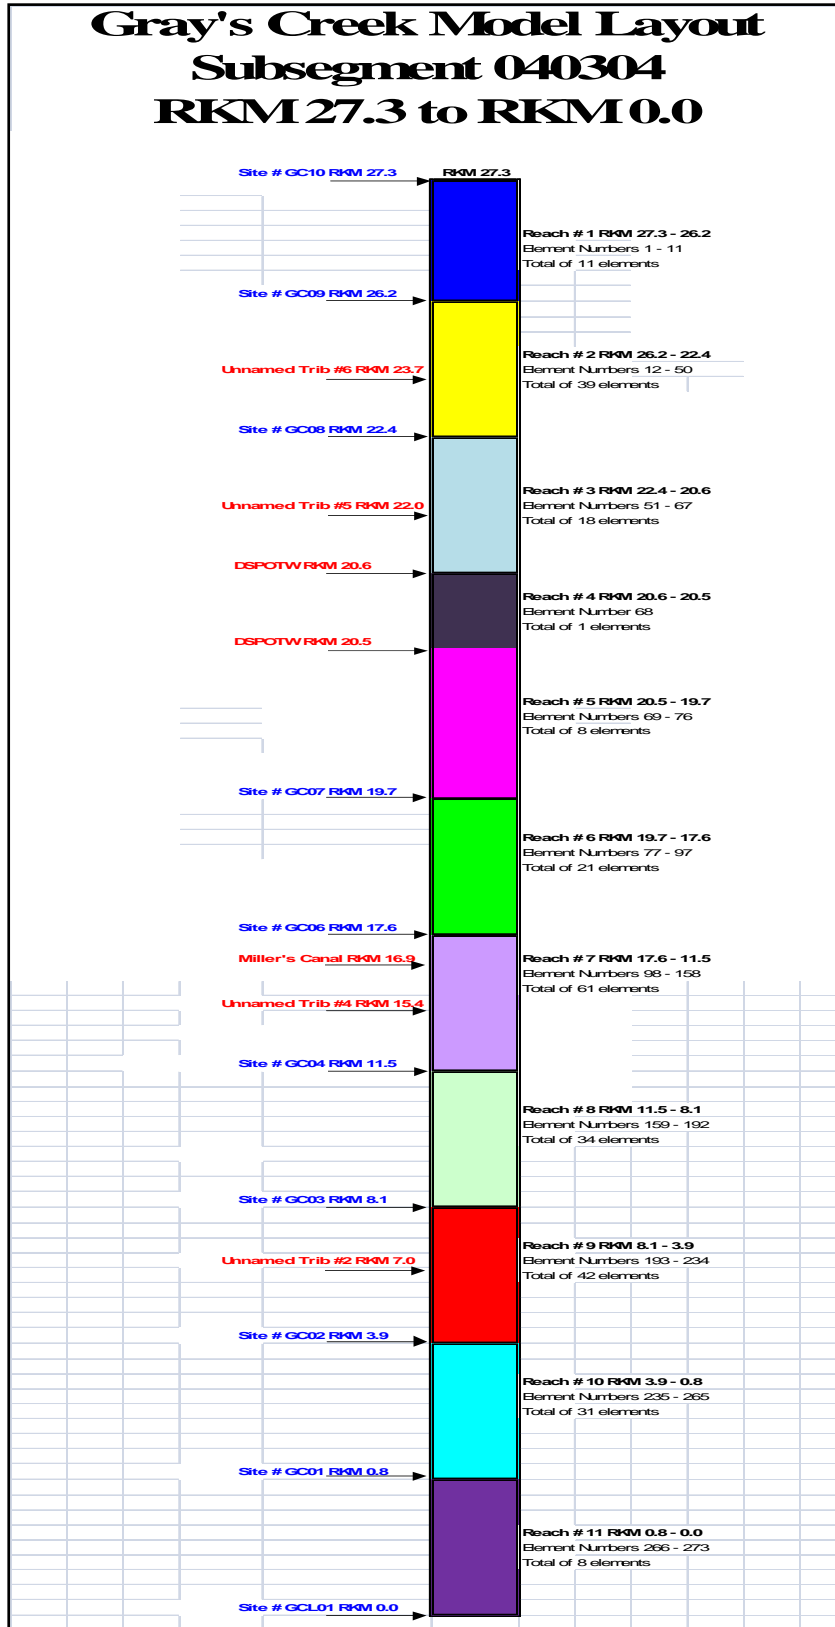 Gray's Creek Model Layout
Subsegment 040304
RKM 27.3 to RKM 0.0
Site # GC10 RKM 27.3
RKM 27.3
Reach # 1 RKM 27.3 - 26.2
Element Numbers 1 - 11
Total of 11 elements
Site # GC09 RKM 26.2
Reach # 2 RKM 26.2 - 22.4
Element Numbers 12 - 50
Total of 39 elements
Unnamed Trib #6 RKM 23.7
Site # GC08 RKM 22.4
Reach # 3 RKM 22.4 - 20.6
Element Numbers 51 - 67
Total of 18 elements
Unnamed Trib #5 RKM 22.0
DSPOTW RKM 20.6
Reach # 4 RKM 20.6 - 20.5
Element Number 68
Total of 1 elements
DSPOTW RKM 20.5
Reach # 5 RKM 20.5 - 19.7
Element Numbers 69 - 76
Total of 8 elements
Site # GC07 RKM 19.7
Reach # 6 RKM 19.7 - 17.6
Element Numbers 77 - 97
Total of 21 elements
Site # GC06 RKM 17.6
Miller's Canal RKM 16.9
Reach # 7 RKM 17.6 - 11.5
Element Numbers 98 - 158
Total of 61 elements
Unnamed Trib #4 RKM 15.4
Site # GC04 RKM 11.5
Reach # 8 RKM 11.5 - 8.1
Element Numbers 159 - 192
Total of 34 elements
Site # GC03 RKM 8.1
Reach # 9 RKM 8.1 - 3.9
Element Numbers 193 - 234
Total of 42 elements
Unnamed Trib #2 RKM 7.0
Site # GC02 RKM 3.9
Reach # 10 RKM 3.9 - 0.8
Element Numbers 235 - 265
Total of 31 elements
Site # GC01 RKM 0.8
Reach # 11 RKM 0.8 - 0.0
Element Numbers 266 - 273
Total of 8 elements
Site # GCL01 RKM 0.0